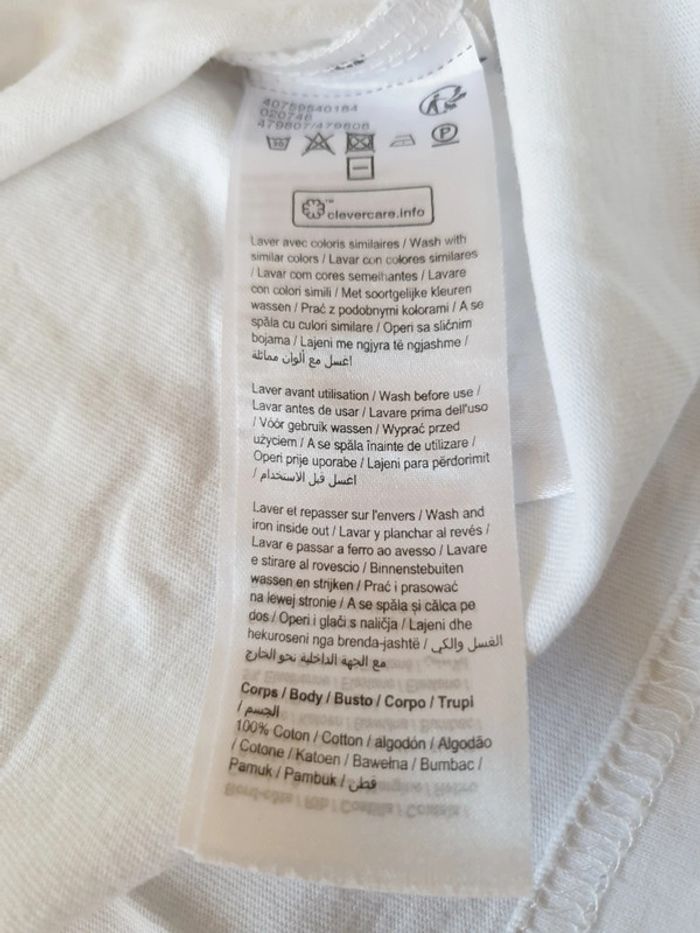 40759540184
020746
479807/479808
30
P
clevercare.info
Laver avec coloris similaires / Wash with
similar colors / Lavar con colores similares
/ Lavar com cores semelhantes / Lavare
con colori simili / Met soortgelijke kleuren
wassen / Prać z podobnymi kolorami / A se
spăla cu culori similare / Operi sa sličnim
bojama / Lajeni me ngjyra të ngjashme /
اغسل مع ألوان مماثلة
Laver avant utilisation / Wash before use /
Lavar antes de usar / Lavare prima dell'uso
/ Vóór gebruik wassen / Wyprać przed
użyciem / A se spăla înainte de utilizare /
Operi prije uporabe / Lajeni para përdorimit
/ اغسل قبل الاستخدام
Laver et repasser sur l'envers / Wash and
iron inside out / Lavar y planchar al revés /
Lavar e passar a ferro ao avesso / Lavare
e stirare al rovescio / Binnenstebuiten
wassen en strijken / Prać i prasować
na lewej stronie / A se spăla și călca pe
dos / Operi i glači s naličja / Lajeni dhe
hekuroseni nga brenda-jashtë / الغسل والكي
مع الجهة الداخلية نحو الخارج
Corps / Body / Busto / Corpo / Trupi
/ الجسم
100% Coton / Cotton / algodón / Algodão
/ Cotone / Katoen / Bawełna / Bumbac /
Pamuk / Pambuk / قطن